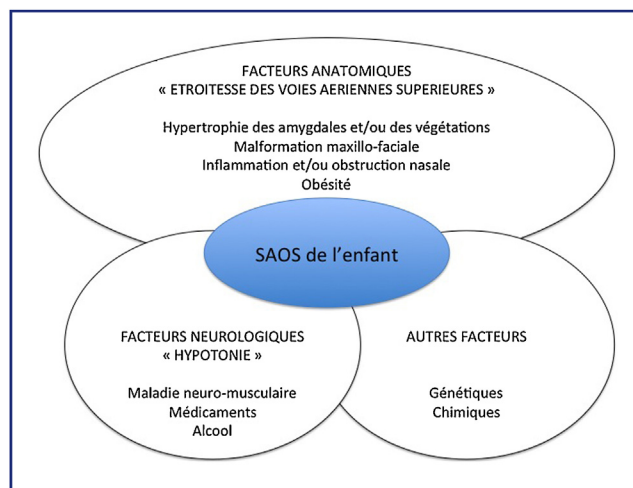 FACTEURS ANATOMIQUES
« ETROITESSE DES VOIES AERIENNES SUPERIEURES »
Hypertrophie des amygdales et/ou des végétations
Malformation maxillo-faciale
Inflammation et/ou obstruction nasale
Obésité
SAOS de l’enfant
FACTEURS NEUROLOGIQUES
« HYPOTONIE »
Maladie neuro-musculaire
Médicaments
Alcool
AUTRES FACTEURS
Génétiques
Chimiques